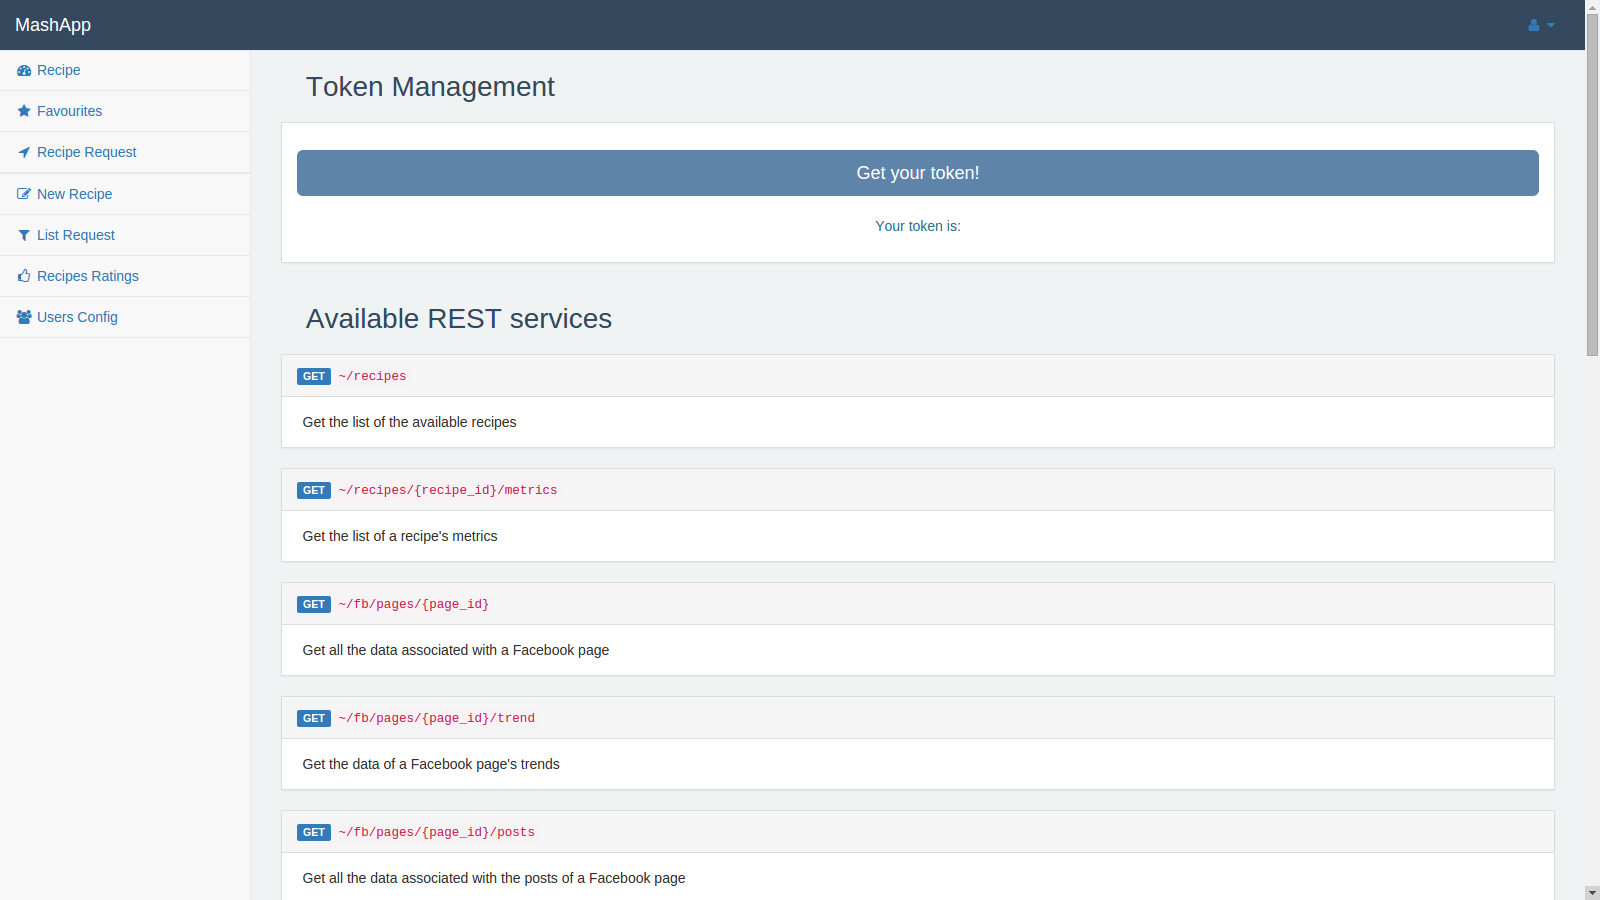 MashApp
Recipe
Favourites
Recipe Request
New Recipe
List Request
Recipes Ratings
Users Config
Token Management
Get your token!
Your token is:
Available REST services
GET ~/recipes
Get the list of the available recipes
GET ~/recipes/{recipe_id}/metrics
Get the list of a recipe's metrics
GET ~/fb/pages/{page_id}
Get all the data associated with a Facebook page
GET ~/fb/pages/{page_id}/trend
Get the data of a Facebook page's trends
GET ~/fb/pages/{page_id}/posts
Get all the data associated with the posts of a Facebook page